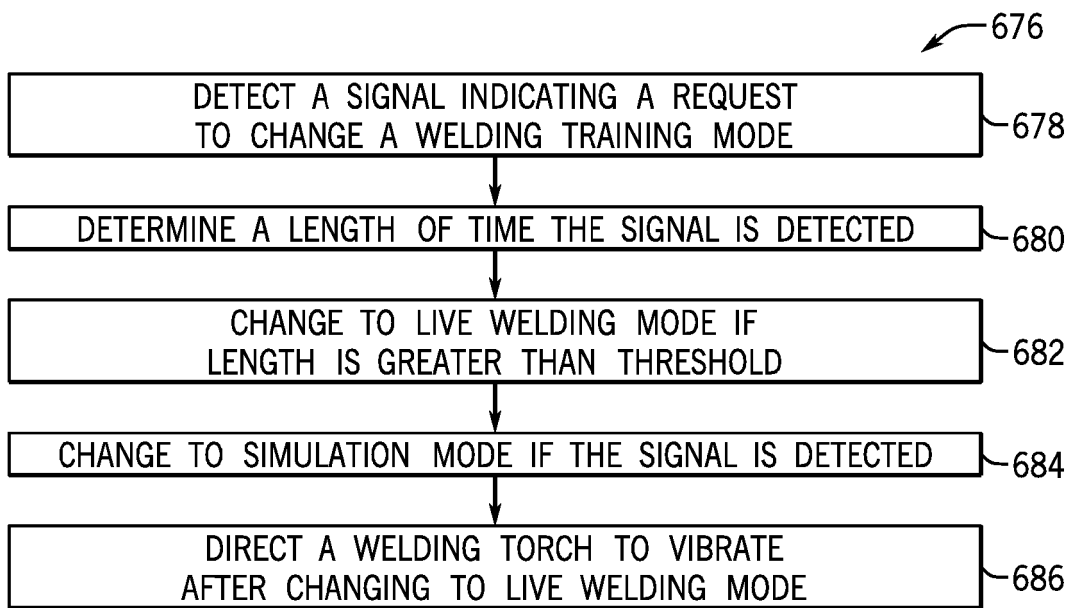 676
DETECT A SIGNAL INDICATING A REQUEST
TO CHANGE A WELDING TRAINING MODE
678
DETERMINE A LENGTH OF TIME THE SIGNAL IS DETECTED
680
CHANGE TO LIVE WELDING MODE IF
LENGTH IS GREATER THAN THRESHOLD
682
CHANGE TO SIMULATION MODE IF THE SIGNAL IS DETECTED
684
DIRECT A WELDING TORCH TO VIBRATE
AFTER CHANGING TO LIVE WELDING MODE
686